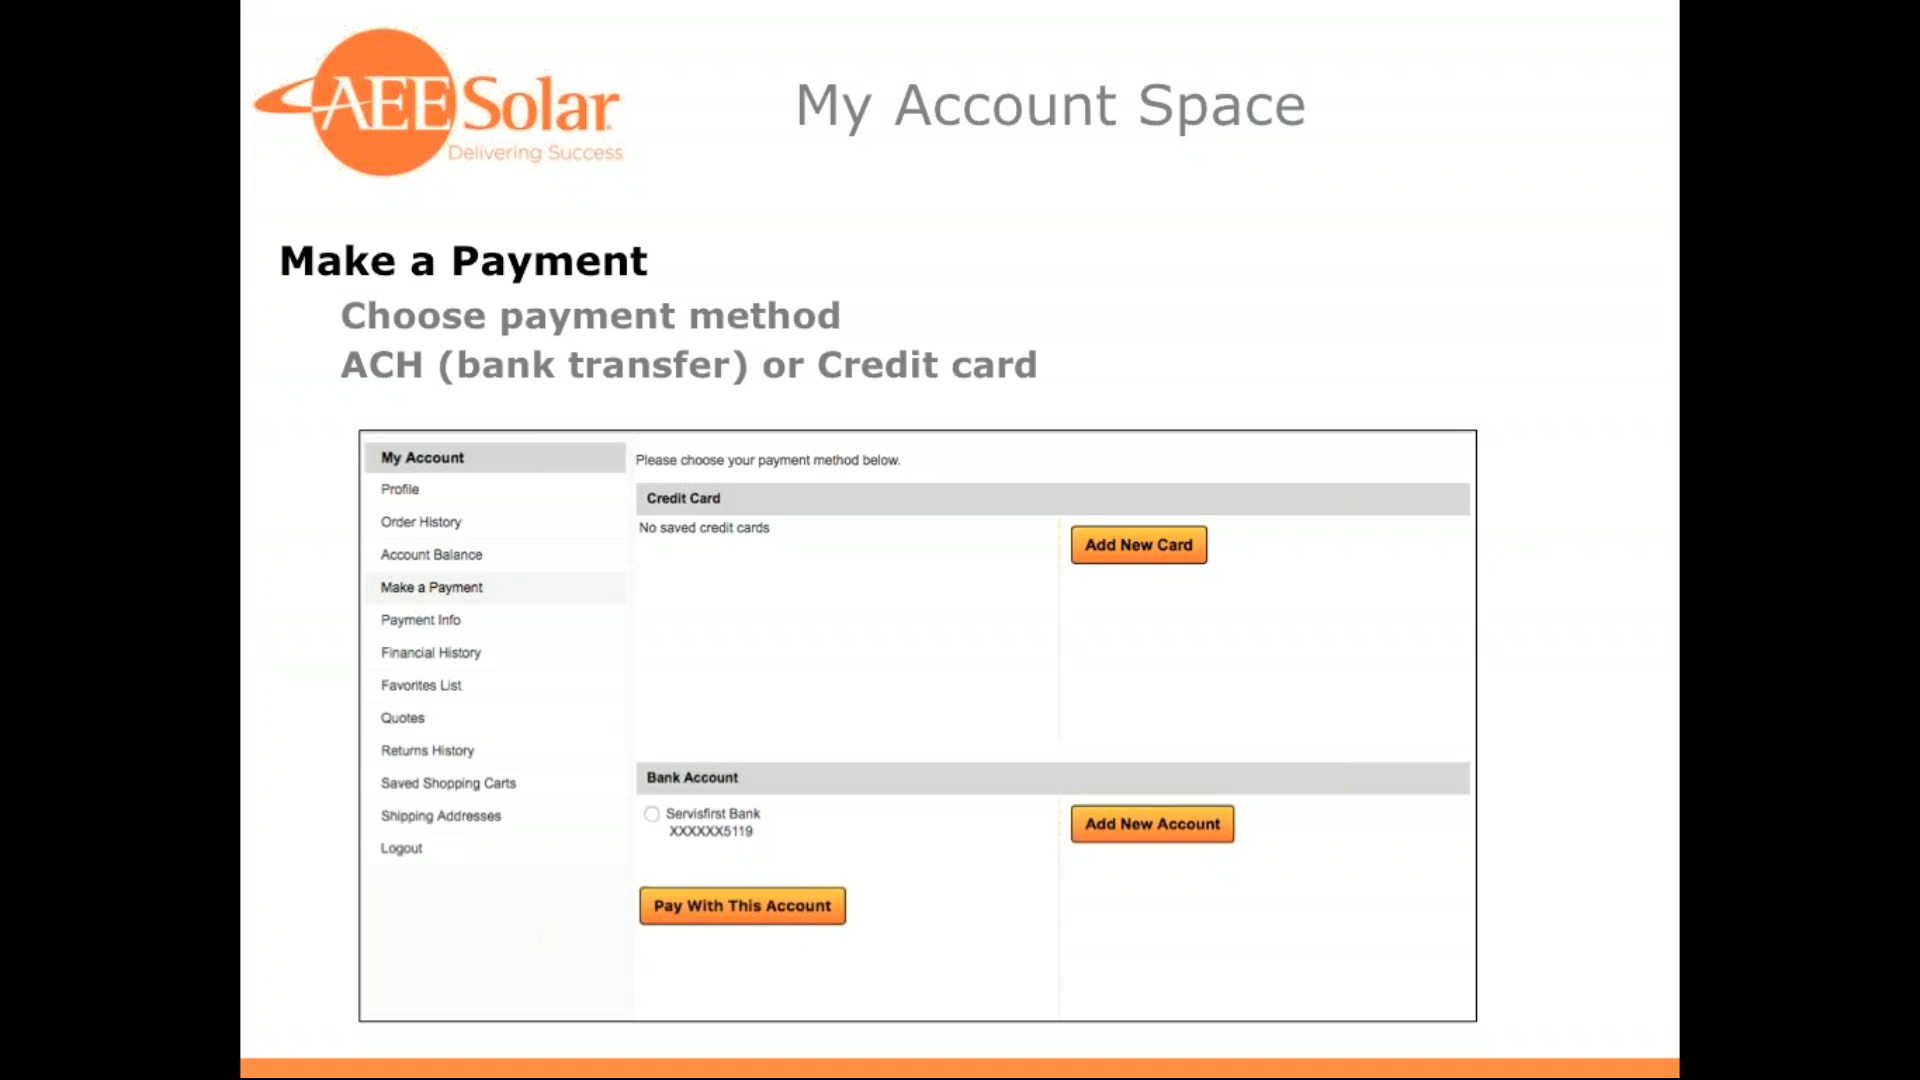 AEE Solar
Delivering Success
My Account Space
Make a Payment
Choose payment method
ACH (bank transfer) or Credit card
My Account
Profile
Order History
Account Balance
Make a Payment
Payment Info
Financial History
Favorites List
Quotes
Returns History
Saved Shopping Carts
Shipping Addresses
Logout
Please choose your payment method below.
Credit Card
No saved credit cards
Add New Card
Bank Account
Servisfirst Bank
XXXXXX5119
Add New Account
Pay With This Account